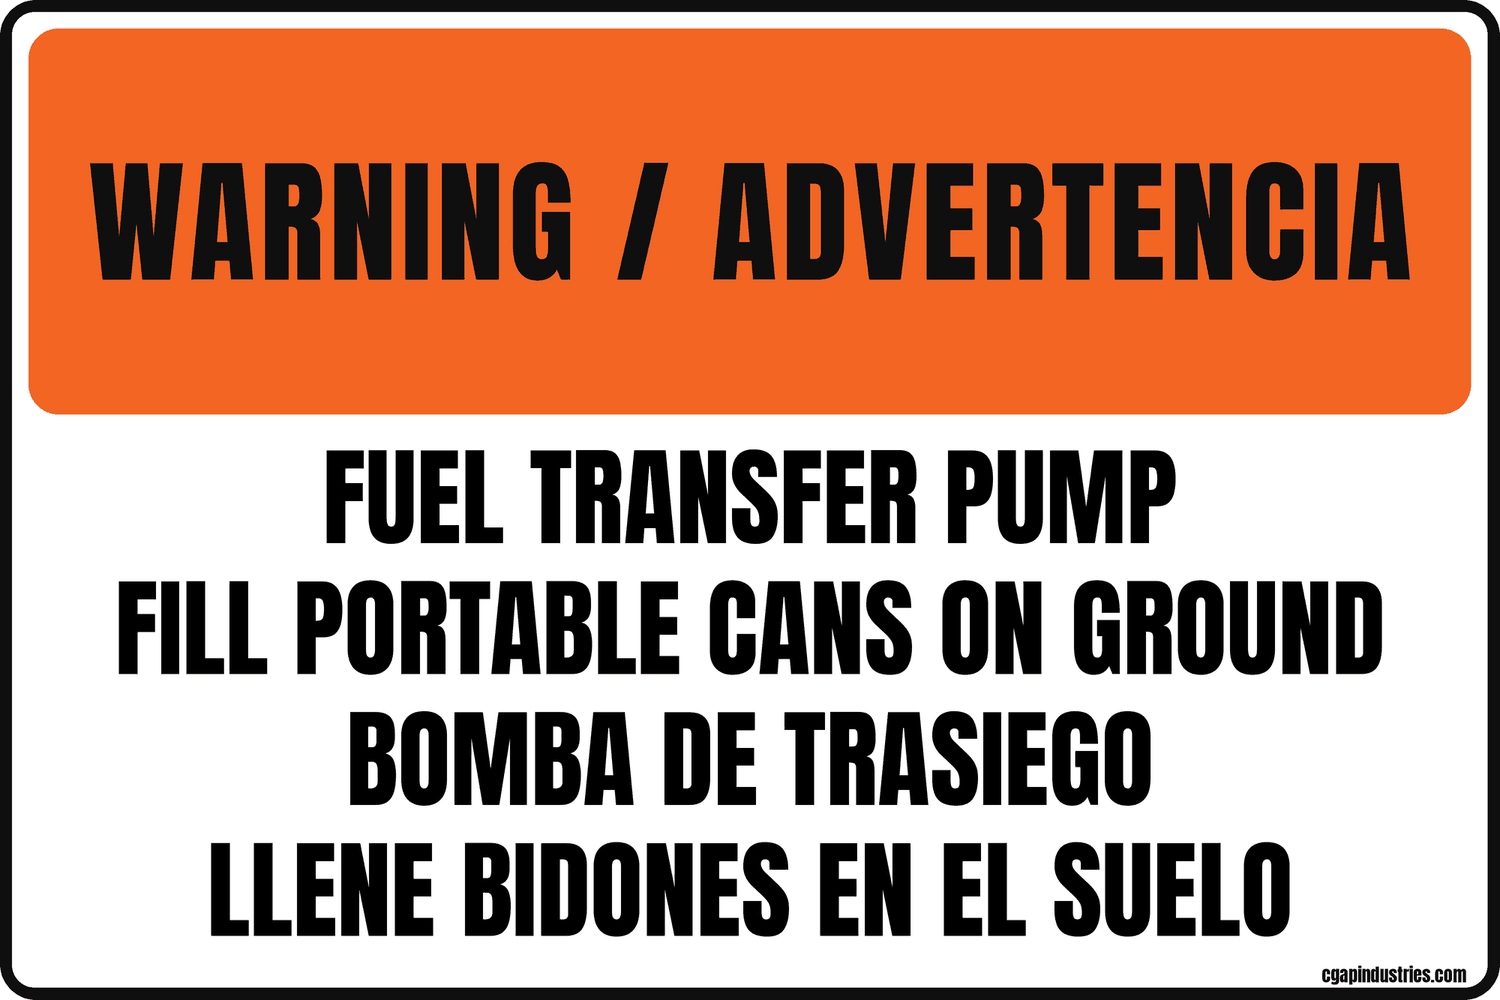 WARNING / ADVERTENCIA
FUEL TRANSFER PUMP
FILL PORTABLE CANS ON GROUND
BOMBA DE TRASIEGO
LLENE BIDONES EN EL SUELO
cgapindustries.com